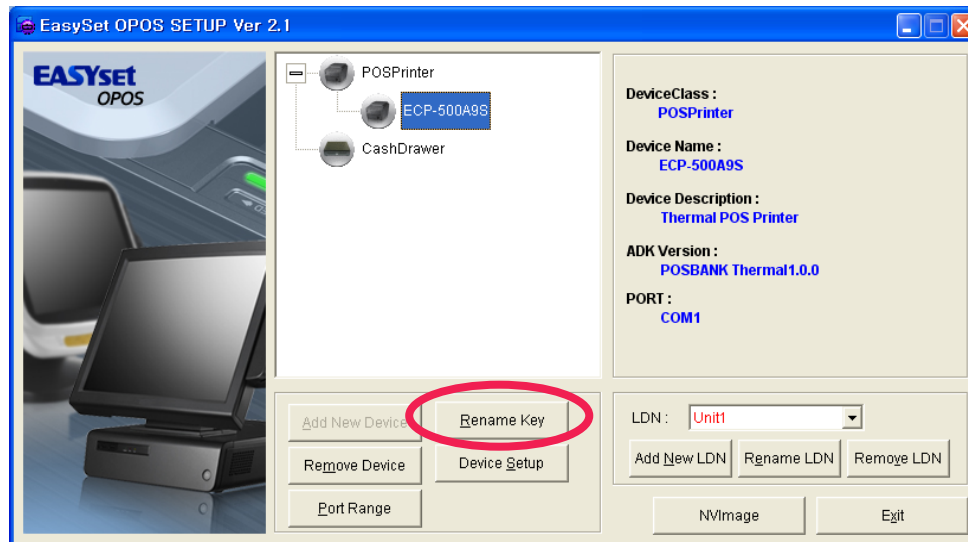 EasySet OPOS SETUP Ver 2.1
EASYset
OPOS
POSPrinter
ECP-500A9S
CashDrawer
DeviceClass :
POSPrinter
Device Name :
ECP-500A9S
Device Description :
Thermal POS Printer
ADK Version :
POSBANK Thermal1.0.0
PORT :
COM1
Add New Device
Rename Key
Remove Device
Device Setup
Port Range
LDN :
Unit1
Add New LDN
Rename LDN
Remove LDN
NVImage
Exit